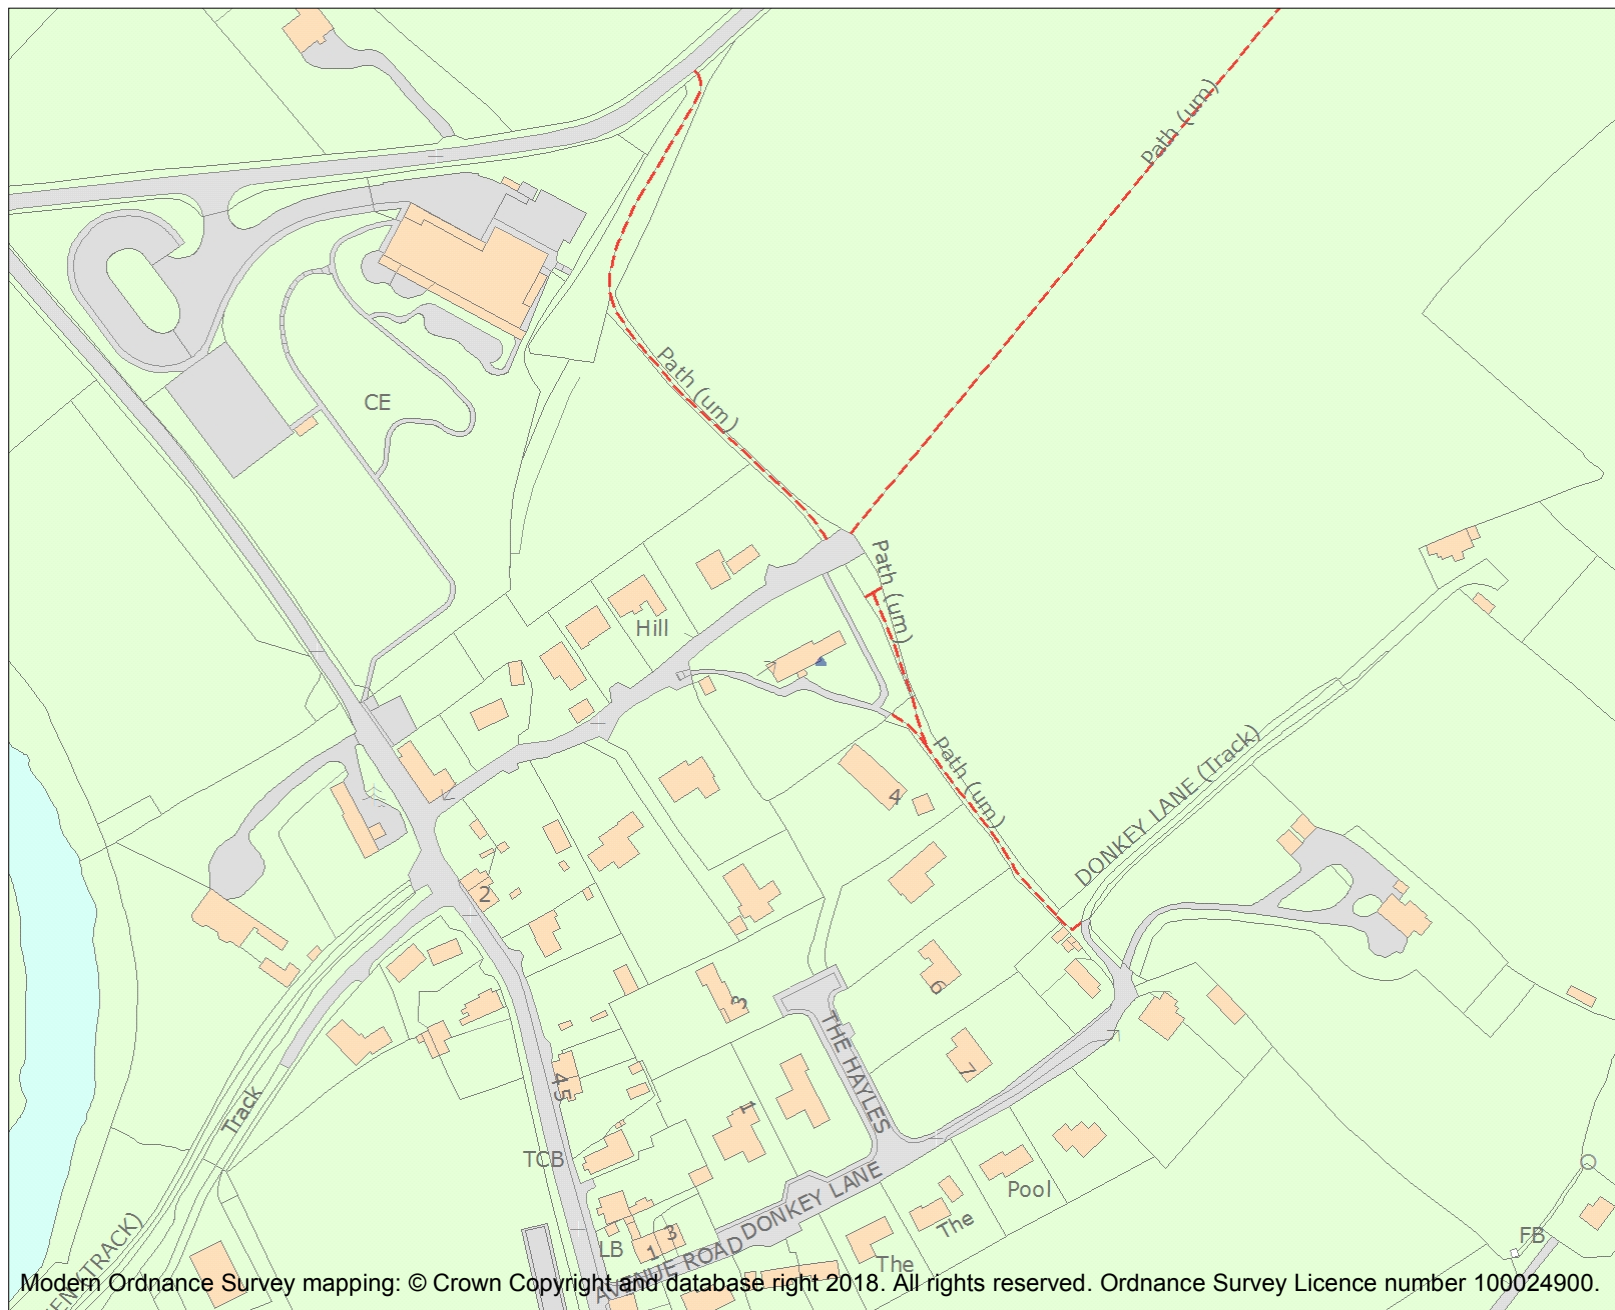 Path (um)
Path (um)
CE
Path (um)
Hill
Path (um)
DONKEY LANE (Track)
4
2
6
3
THE HAYLES
7
45
1
Track
TCB
DONKEY LANE
Pool
The
3
LB
1
AVENUE ROAD
The
FB
(TRACK)
Modern Ordnance Survey mapping: © Crown Copyright and database right 2018. All rights reserved. Ordnance Survey Licence number 100024900.